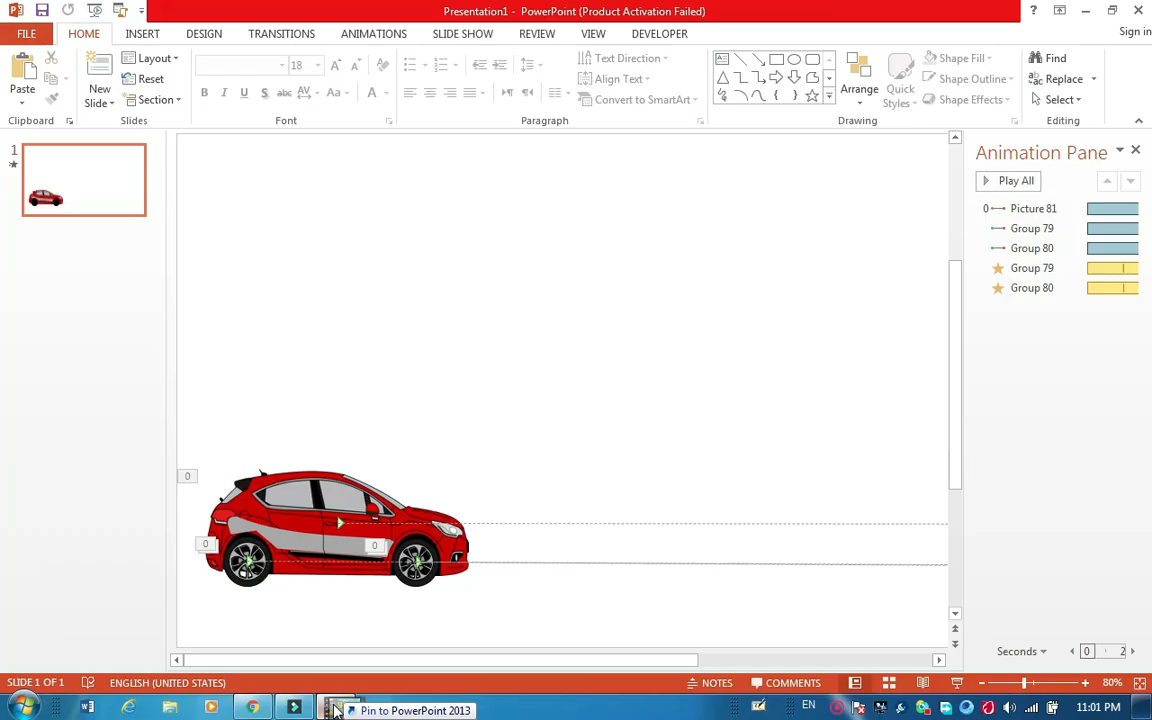 Presentation1 - PowerPoint (Product Activation Failed)
FILE HOME INSERT DESIGN TRANSITIONS ANIMATIONS SLIDE SHOW REVIEW VIEW DEVELOPER Sign in
Paste
Clipboard
New
Slide
Layout
Reset
Section
Slides
18
B I U S abc AV Aa A
Font
Text Direction
Align Text
Convert to SmartArt
Paragraph
Arrange
Quick
Styles
Shape Fill
Shape Outline
Shape Effects
Drawing
Find
Replace
Select
Editing
1
0
0
0
Animation Pane
Play All
0 Picture 81
Group 79
Group 80
Group 79
Group 80
Seconds 0 2
SLIDE 1 OF 1 ENGLISH (UNITED STATES) NOTES COMMENTS 80%
Pin to PowerPoint 2013
EN
11:01 PM